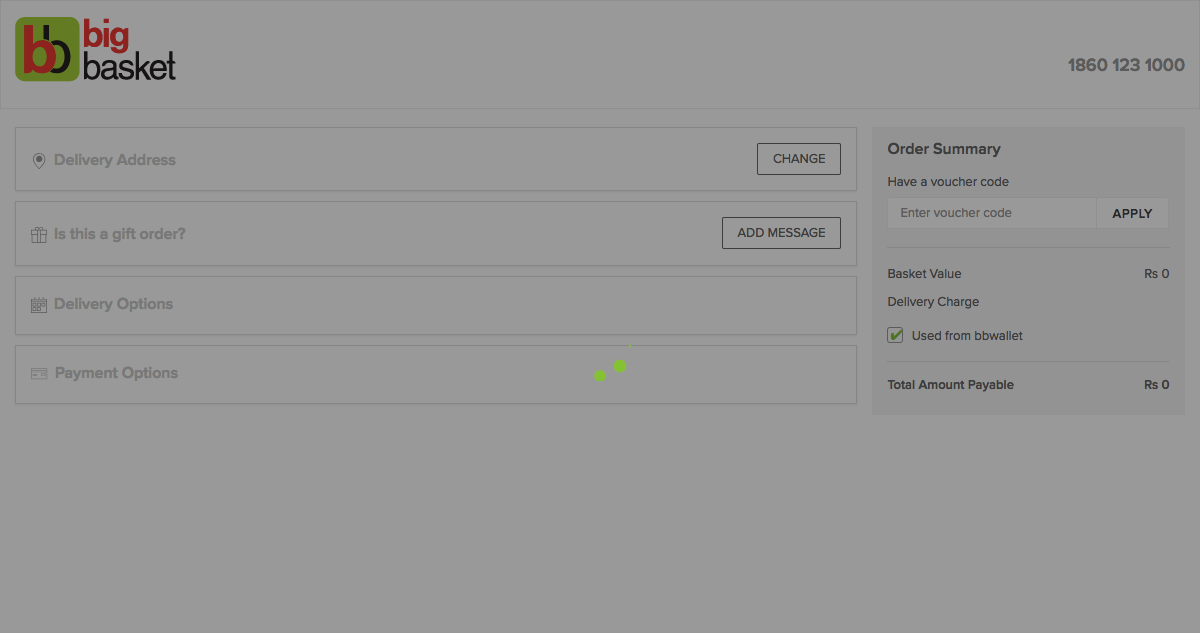 bb big
basket
1860 123 1000
Delivery Address
CHANGE
Is this a gift order?
ADD MESSAGE
Delivery Options
Payment Options
Order Summary
Have a voucher code
Enter voucher code
APPLY
Basket Value Rs 0
Delivery Charge
Used from bbwallet
Total Amount Payable Rs 0